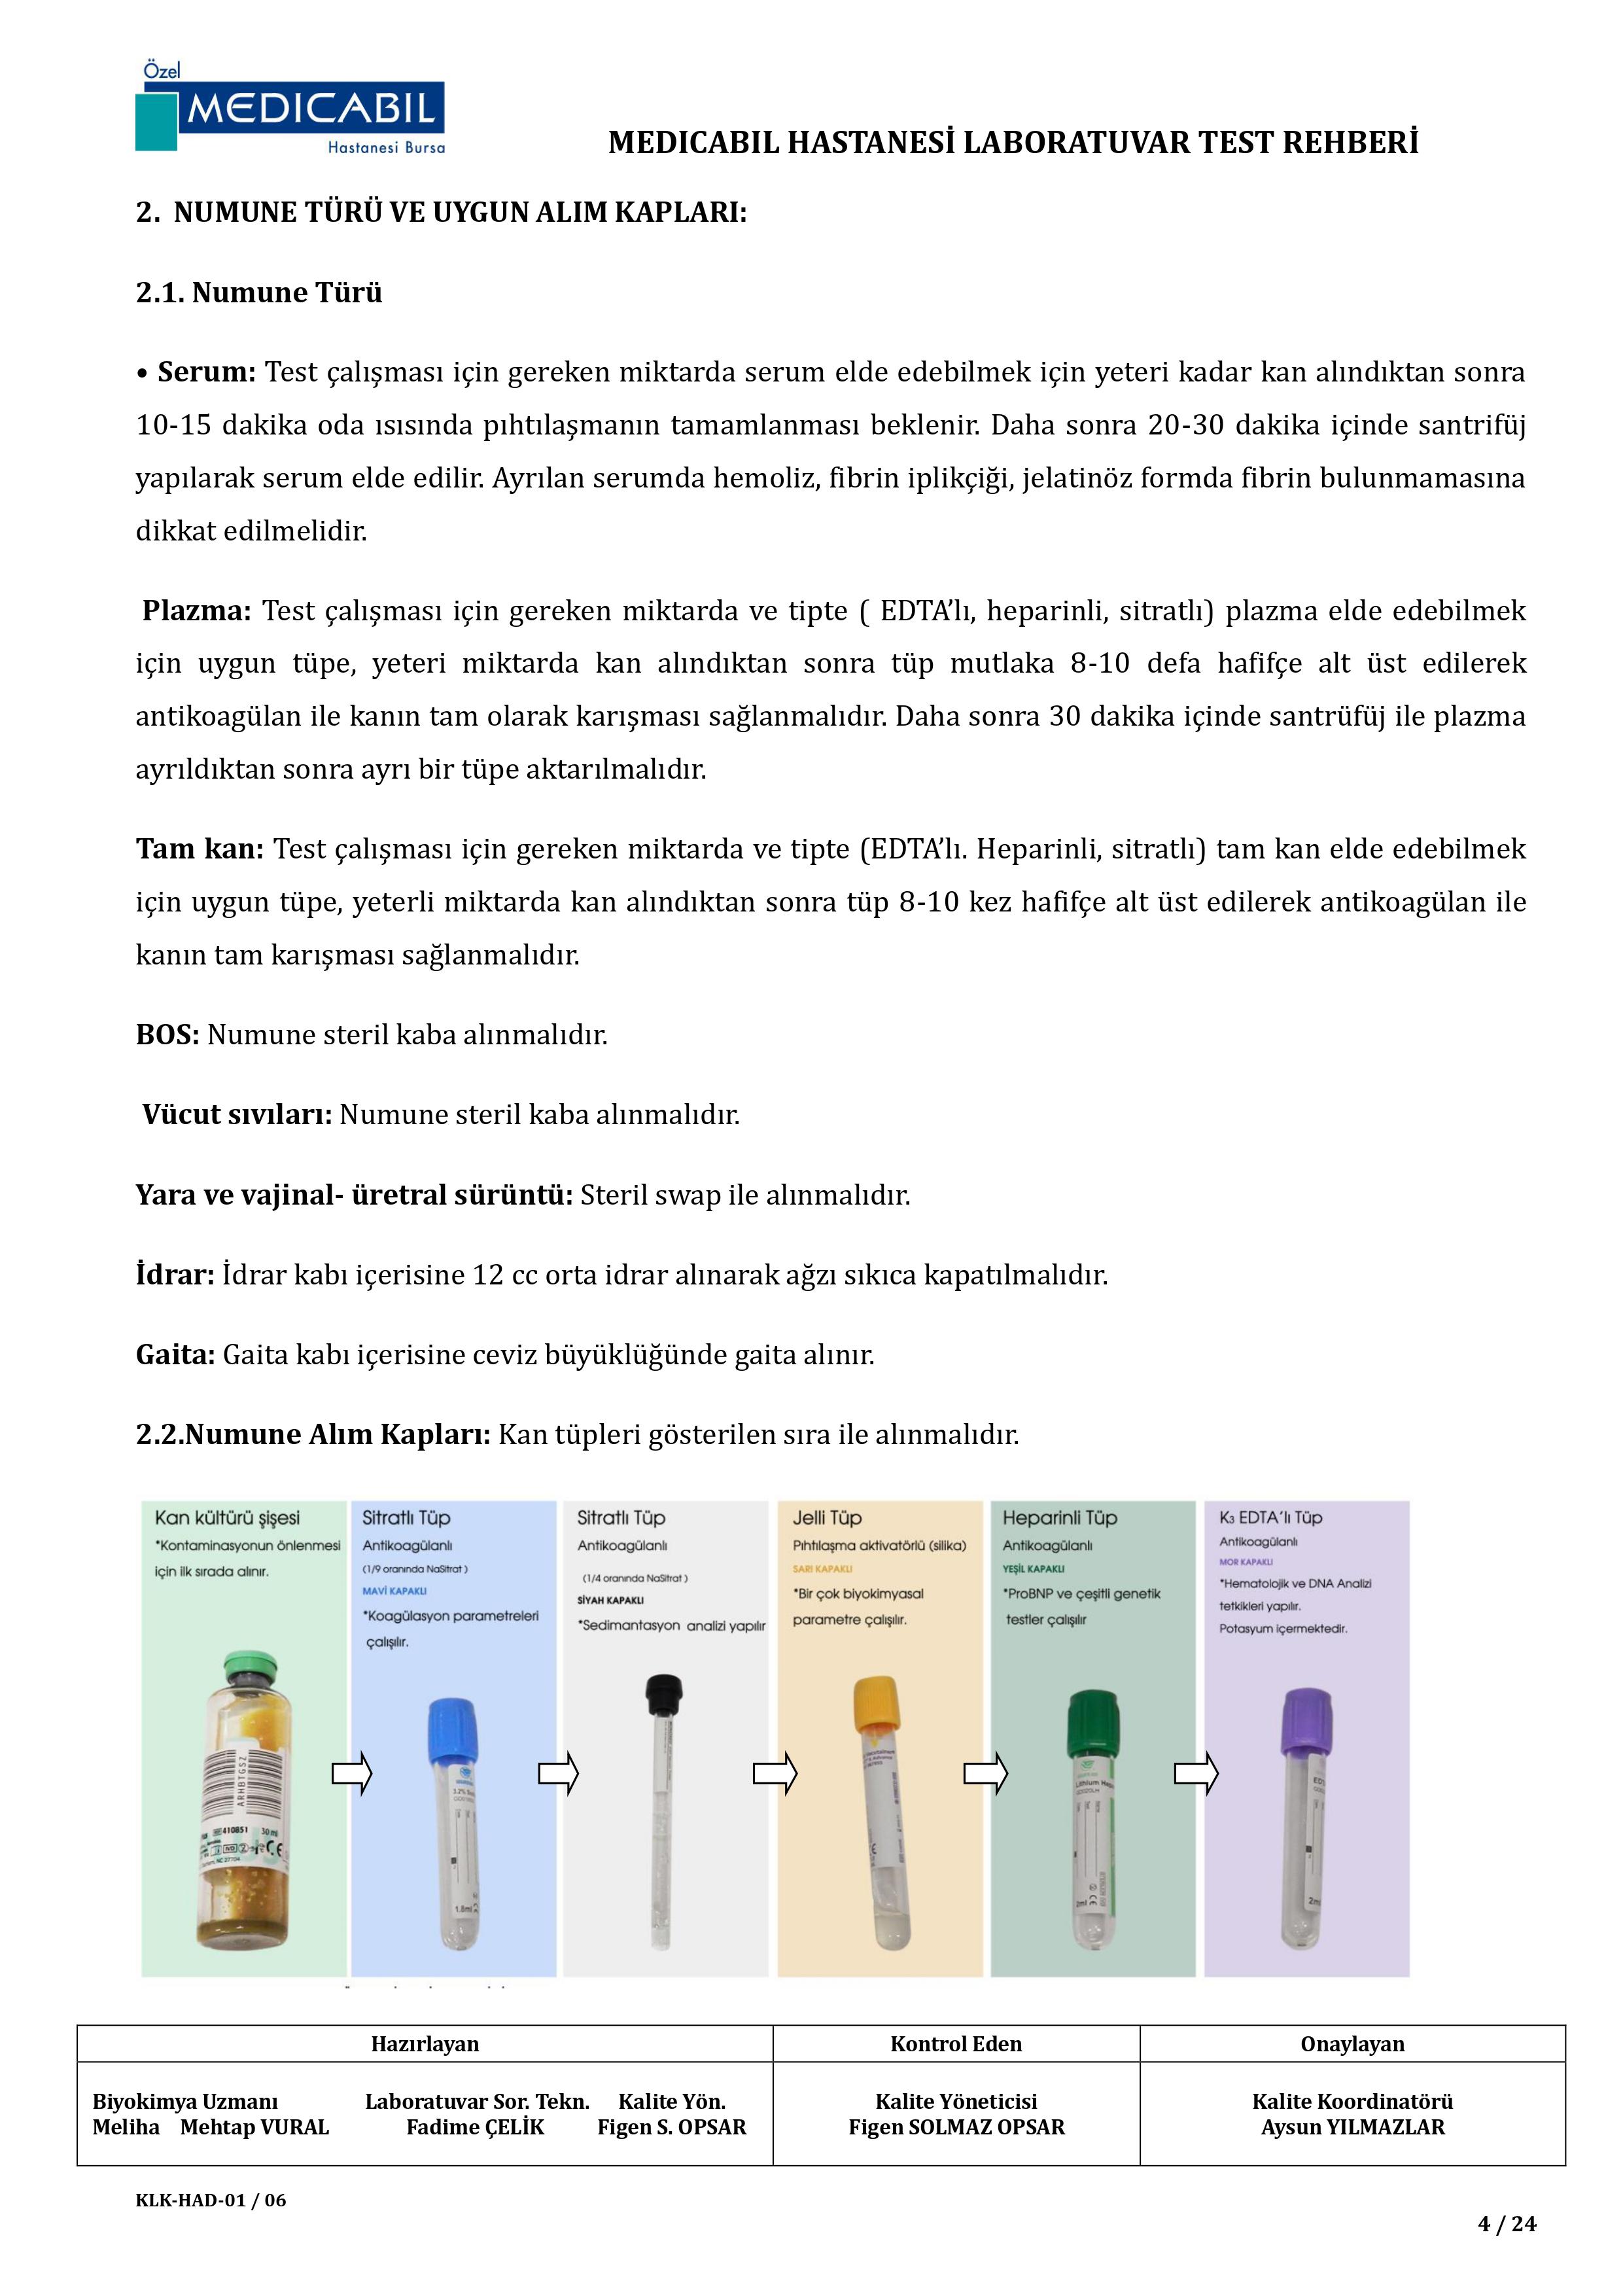 Özel
MEDICABIL
Hastanesi Bursa
MEDICABIL HASTANESİ LABORATUVAR TEST REHBERİ
2. NUMUNE TÜRÜ VE UYGUN ALIM KAPLARI:
2.1. Numune Türü
• Serum: Test çalışması için gereken miktarda serum elde edebilmek için yeteri kadar kan alındıktan sonra
10-15 dakika oda ısısında pıhtılaşmanın tamamlanması beklenir. Daha sonra 20-30 dakika içinde santrifüj
yapılarak serum elde edilir. Ayrılan serumda hemoliz, fibrin iplikçiği, jelatinöz formda fibrin bulunmamasına
dikkat edilmelidir.
Plazma: Test çalışması için gereken miktarda ve tipte ( EDTA’lı, heparinli, sitratlı) plazma elde edebilmek
için uygun tüpe, yeteri miktarda kan alındıktan sonra tüp mutlaka 8-10 defa hafifçe alt üst edilerek
antikoagülan ile kanın tam olarak karışması sağlanmalıdır. Daha sonra 30 dakika içinde santrüfüj ile plazma
ayrıldıktan sonra ayrı bir tüpe aktarılmalıdır.
Tam kan: Test çalışması için gereken miktarda ve tipte (EDTA’lı. Heparinli, sitratlı) tam kan elde edebilmek
için uygun tüpe, yeterli miktarda kan alındıktan sonra tüp 8-10 kez hafifçe alt üst edilerek antikoagülan ile
kanın tam karışması sağlanmalıdır.
BOS: Numune steril kaba alınmalıdır.
Vücut sıvıları: Numune steril kaba alınmalıdır.
Yara ve vajinal- üretral sürüntü: Steril swap ile alınmalıdır.
İdrar: İdrar kabı içerisine 12 cc orta idrar alınarak ağzı sıkıca kapatılmalıdır.
Gaita: Gaita kabı içerisine ceviz büyüklüğünde gaita alınır.
2.2.Numune Alım Kapları: Kan tüpleri gösterilen sıra ile alınmalıdır.
Kan kültürü şişesi
*Kontaminasyonun önlenmesi
için ilk sırada alınır.
ARHBTGSZ
410851 30 ml
Sitratlı Tüp
Antikoagülanlı
(1/9 oranında NaSitrat )
MAVİ KAPAKLI
*Koagülasyon parametreleri
çalışılır.
3.2%
1.8ml
Sitratlı Tüp
Antikoagülanlı
(1/4 oranında NaSitrat )
SİYAH KAPAKLI
*Sedimantasyon analizi yapılır
Jelli Tüp
Pıhtılaşma aktivatörlü (silika)
SARI KAPAKLI
*Bir çok biyokimyasal
parametre çalışılır.
Heparinli Tüp
Antikoagülanlı
YEŞİL KAPAKLI
*ProBNP ve çeşitli genetik
testler çalışılır
Lithium
2ml
K₃ EDTA’lı Tüp
Antikoagülanlı
MOR KAPAKLI
*Hematolojik ve DNA Analizi
tetkikleri yapılır.
Potasyum içermektedir.
Hazırlayan
Kontrol Eden
Onaylayan
Biyokimya Uzmanı
Meliha Mehtap VURAL
Laboratuvar Sor. Tekn.
Fadime ÇELİK
Kalite Yön.
Figen S. OPSAR
Kalite Yöneticisi
Figen SOLMAZ OPSAR
Kalite Koordinatörü
Aysun YILMAZLAR
KLK-HAD-01 / 06
4 / 24